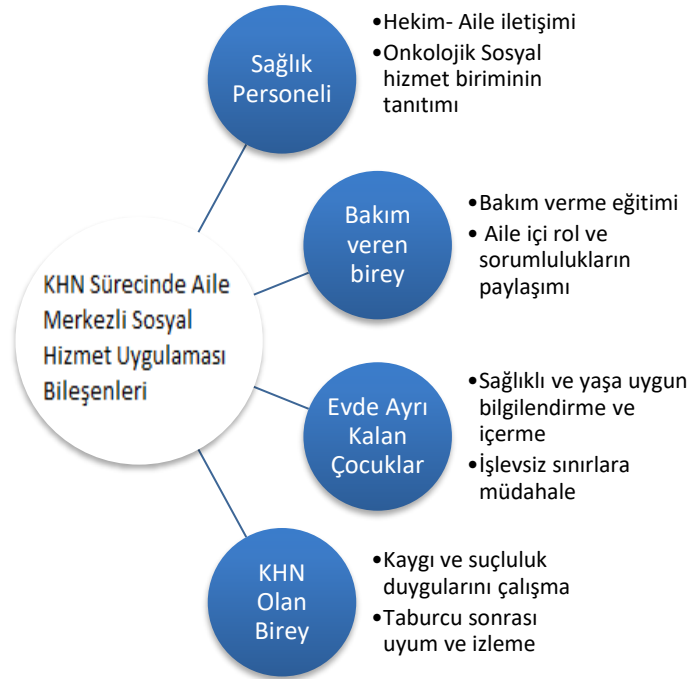 KHN Sürecinde Aile
Merkezli Sosyal
Hizmet Uygulaması
Bileşenleri
Sağlık
Personeli
•Hekim- Aile iletişimi
•Onkolojik Sosyal
hizmet biriminin
tanıtımı
Bakım
veren
birey
•Bakım verme eğitimi
• Aile içi rol ve
sorumlulukların
paylaşımı
Evde Ayrı
Kalan
Çocuklar
•Sağlıklı ve yaşa uygun
bilgilendirme ve
içerme
•İşlevsiz sınırlara
müdahale
KHN
Olan
Birey
•Kaygı ve suçluluk
duygularını çalışma
•Taburcu sonrası
uyum ve izleme